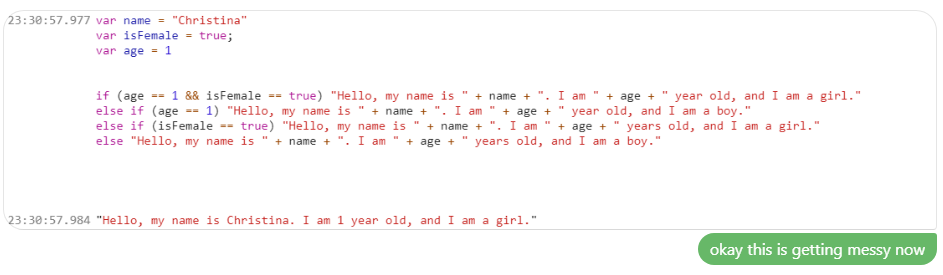 23:30:57.977 var name = "Christina"
var isFemale = true;
var age = 1
if (age == 1 && isFemale == true) "Hello, my name is " + name + ". I am " + age + " year old, and I am a girl."
else if (age == 1) "Hello, my name is " + name + ". I am " + age + " year old, and I am a boy."
else if (isFemale == true) "Hello, my name is " + name + ". I am " + age + " years old, and I am a girl."
else "Hello, my name is " + name + ". I am " + age + " years old, and I am a boy."
23:30:57.984 "Hello, my name is Christina. I am 1 year old, and I am a girl."
okay this is getting messy now